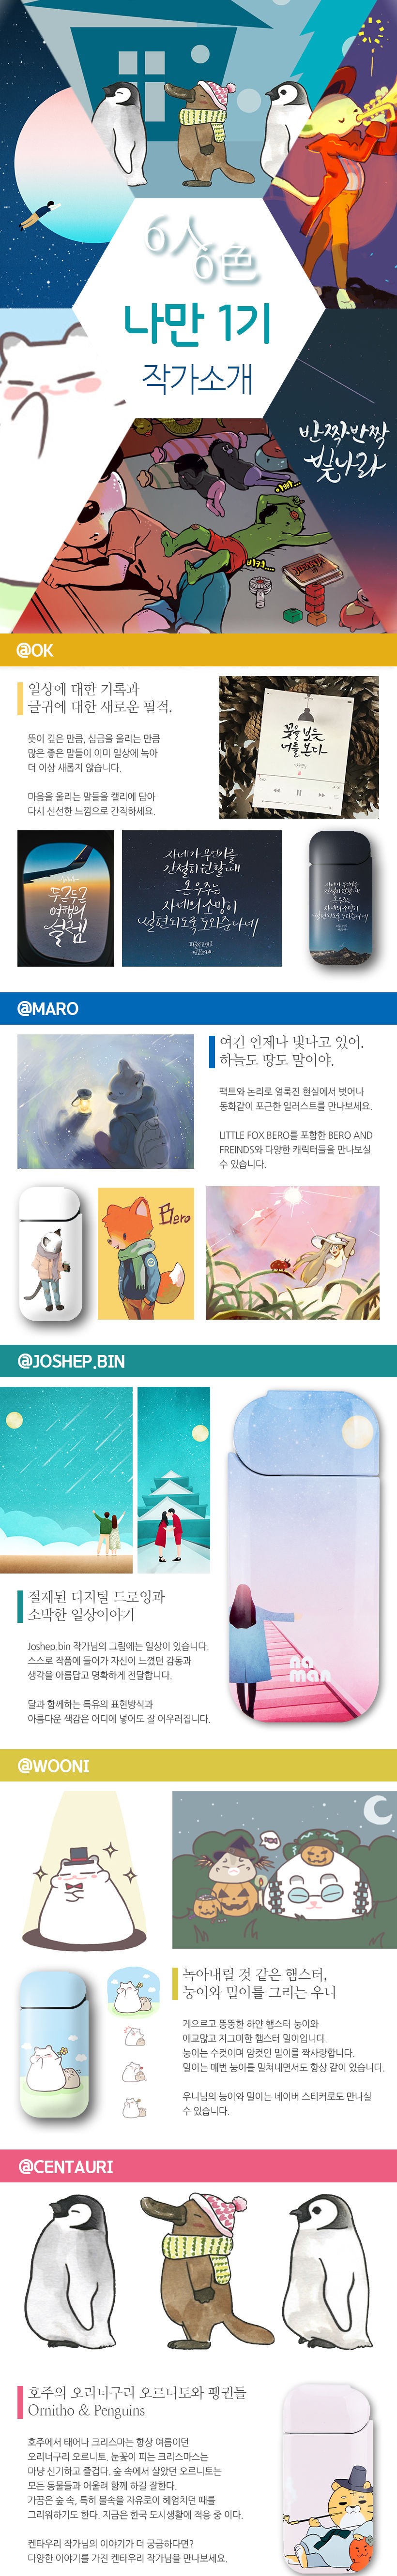 6人
6色
나만 1기
작가소개
반짝반짝
빛나라
@OK
일상에 대한 기록과
글귀에 대한 새로운 필적.
뜻이 깊은 만큼, 심금을 울리는 만큼
많은 좋은 말들이 이미 일상에 녹아
더 이상 새롭지 않습니다.
마음을 울리는 말들을 캘리에 담아
다시 신선한 느낌으로 간직하세요.
꽃을 보듯
너를 본다
두근두근
여행의
설렘
자네가 무언가를
간절히 원할 때
온 우주는
자네의 소망이
실현되도록 도와준다네
@MARO
여긴 언제나 빛나고 있어.
하늘도 땅도 말이야.
팩트와 논리로 얼룩진 현실에서 벗어나
동화같이 포근한 일러스트를 만나보세요.
LITTLE FOX BERO를 포함한 BERO AND
FREINDS와 다양한 캐릭터들을 만나보실
수 있습니다.
Bero
@JOSHEP.BIN
절제된 디지털 드로잉과
소박한 일상이야기
Joshep.bin 작가님의 그림에는 일상이 있습니다.
스스로 작품에 들어가 자신이 느꼈던 감동과
생각을 아름답고 명확하게 전달합니다.
달과 함께하는 특유의 표현방식과
아름다운 색감은 어디에 넣어도 잘 어우러집니다.
na
man
@WOONI
녹아내릴 것 같은 햄스터,
눙이와 밀이를 그리는 우니
게으르고 뚱뚱한 하얀 햄스터 눙이와
애교많고 자그마한 햄스터 밀이입니다.
눙이는 수컷이며 암컷인 밀이를 짝사랑합니다.
밀이는 매번 눙이를 밀쳐내면서도 항상 같이 있습니다.
우니님의 눙이와 밀이는 네이버 스티커로도 만나실
수 있습니다.
@CENTAURI
호주의 오리너구리 오르니토와 펭귄들
Ornitho & Penguins
호주에서 태어나 크리스마는 항상 여름이던
오리너구리 오르니토. 눈꽃이 피는 크리스마스는
마냥 신기하고 즐겁다. 숲 속에서 살았던 오르니토는
모든 동물들과 어울려 함께 하길 잘한다.
가끔은 숲 속, 특히 물속을 자유로이 헤엄치던 때를
그리워하기도 한다. 지금은 한국 도시생활에 적응 중 이다.
켄타우리 작가님의 이야기가 더 궁금하다면?
다양한 이야기를 가진 켄타우리 작가님을 만나보세요.